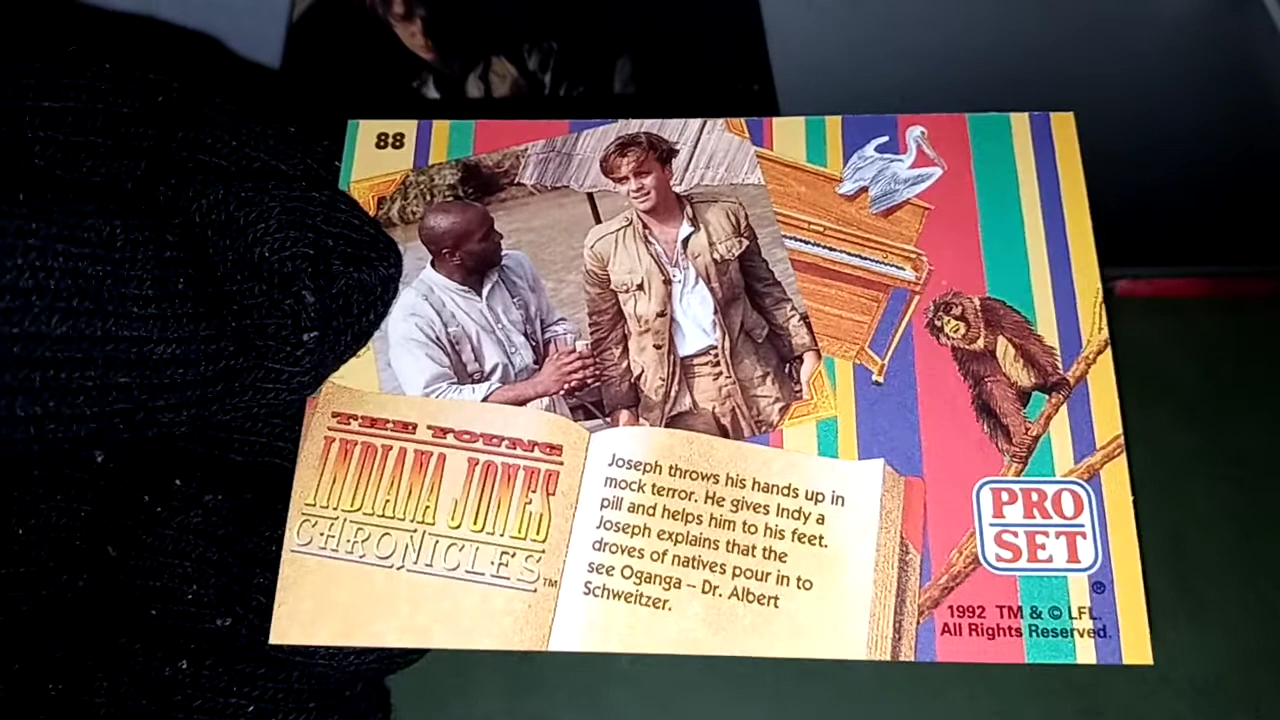 88
THE YOUNG
INDIANA JONES
CHRONICLES™
Joseph throws his hands up in
mock terror. He gives Indy a
pill and helps him to his feet.
Joseph explains that the
droves of natives pour in to
see Oganga – Dr. Albert
Schweitzer.
PRO
SET
®
1992 TM & © LFL.
All Rights Reserved.